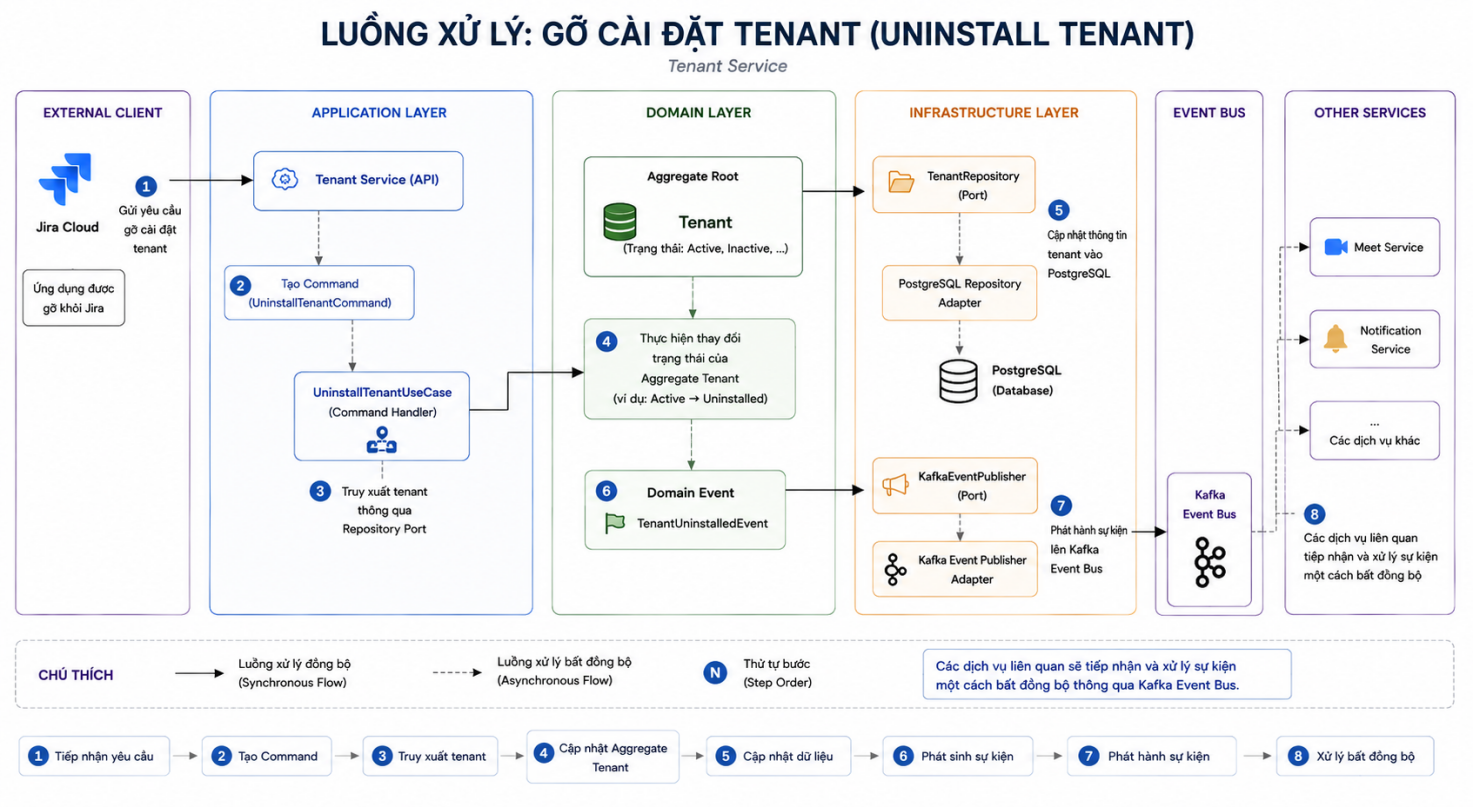 LUỒNG XỬ LÝ: GỠ CÀI ĐẶT TENANT (UNINSTALL TENANT)
Tenant Service
EXTERNAL CLIENT
Jira Cloud
1
Gửi yêu cầu
gỡ cài đặt
tenant
Ứng dụng được
gỡ khỏi Jira
APPLICATION LAYER
Tenant Service (API)
2
Tạo Command
(UninstallTenantCommand)
UninstallTenantUseCase
(Command Handler)
3
Truy xuất tenant
thông qua
Repository Port
DOMAIN LAYER
Aggregate Root
Tenant
(Trạng thái: Active, Inactive, ...)
4
Thực hiện thay đổi
trạng thái của
Aggregate Tenant
(ví dụ: Active → Uninstalled)
6
Domain Event
TenantUninstalledEvent
INFRASTRUCTURE LAYER
TenantRepository
(Port)
5
Cập nhật thông tin
tenant vào
PostgreSQL
PostgreSQL Repository
Adapter
PostgreSQL
(Database)
KafkaEventPublisher
(Port)
7
Phát hành sự kiện
lên Kafka
Event Bus
Kafka Event Publisher
Adapter
EVENT BUS
Kafka
Event Bus
OTHER SERVICES
Meet Service
Notification
Service
...
Các dịch vụ khác
8
Các dịch vụ liên quan
tiếp nhận và xử lý sự kiện
một cách bất đồng bộ
CHÚ THÍCH
Luồng xử lý đồng bộ
(Synchronous Flow)
Luồng xử lý bất đồng bộ
(Asynchronous Flow)
N
Thứ tự bước
(Step Order)
Các dịch vụ liên quan sẽ tiếp nhận và xử lý sự kiện
một cách bất đồng bộ thông qua Kafka Event Bus.
1 Tiếp nhận yêu cầu
2 Tạo Command
3 Truy xuất tenant
4 Cập nhật Aggregate
Tenant
5 Cập nhật dữ liệu
6 Phát sinh sự kiện
7 Phát hành sự kiện
8 Xử lý bất đồng bộ